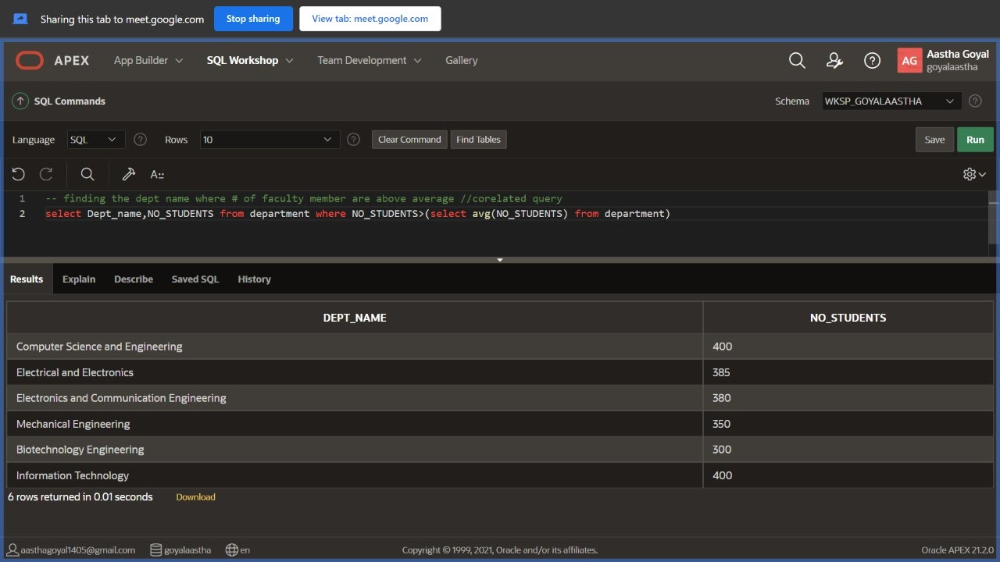 Sharing this tab to meet.google.com Stop sharing View tab: meet.google.com
APEX App Builder SQL Workshop Team Development Gallery AG Aastha Goyal
goyalaastha
SQL Commands Schema WKSP_GOYALAASTHA
Language SQL Rows 10 Clear Command Find Tables Save Run
A::
1 -- finding the dept name where # of faculty member are above average //corelated query
2 select Dept_name,NO_STUDENTS from department where NO_STUDENTS>(select avg(NO_STUDENTS) from department)
Results Explain Describe Saved SQL History
DEPT_NAME NO_STUDENTS
Computer Science and Engineering 400
Electrical and Electronics 385
Electronics and Communication Engineering 380
Mechanical Engineering 350
Biotechnology Engineering 300
Information Technology 400
6 rows returned in 0.01 seconds Download
aasthagoyal1405@gmail.com goyalaastha en Copyright © 1999, 2021, Oracle and/or its affiliates. Oracle APEX 21.2.0